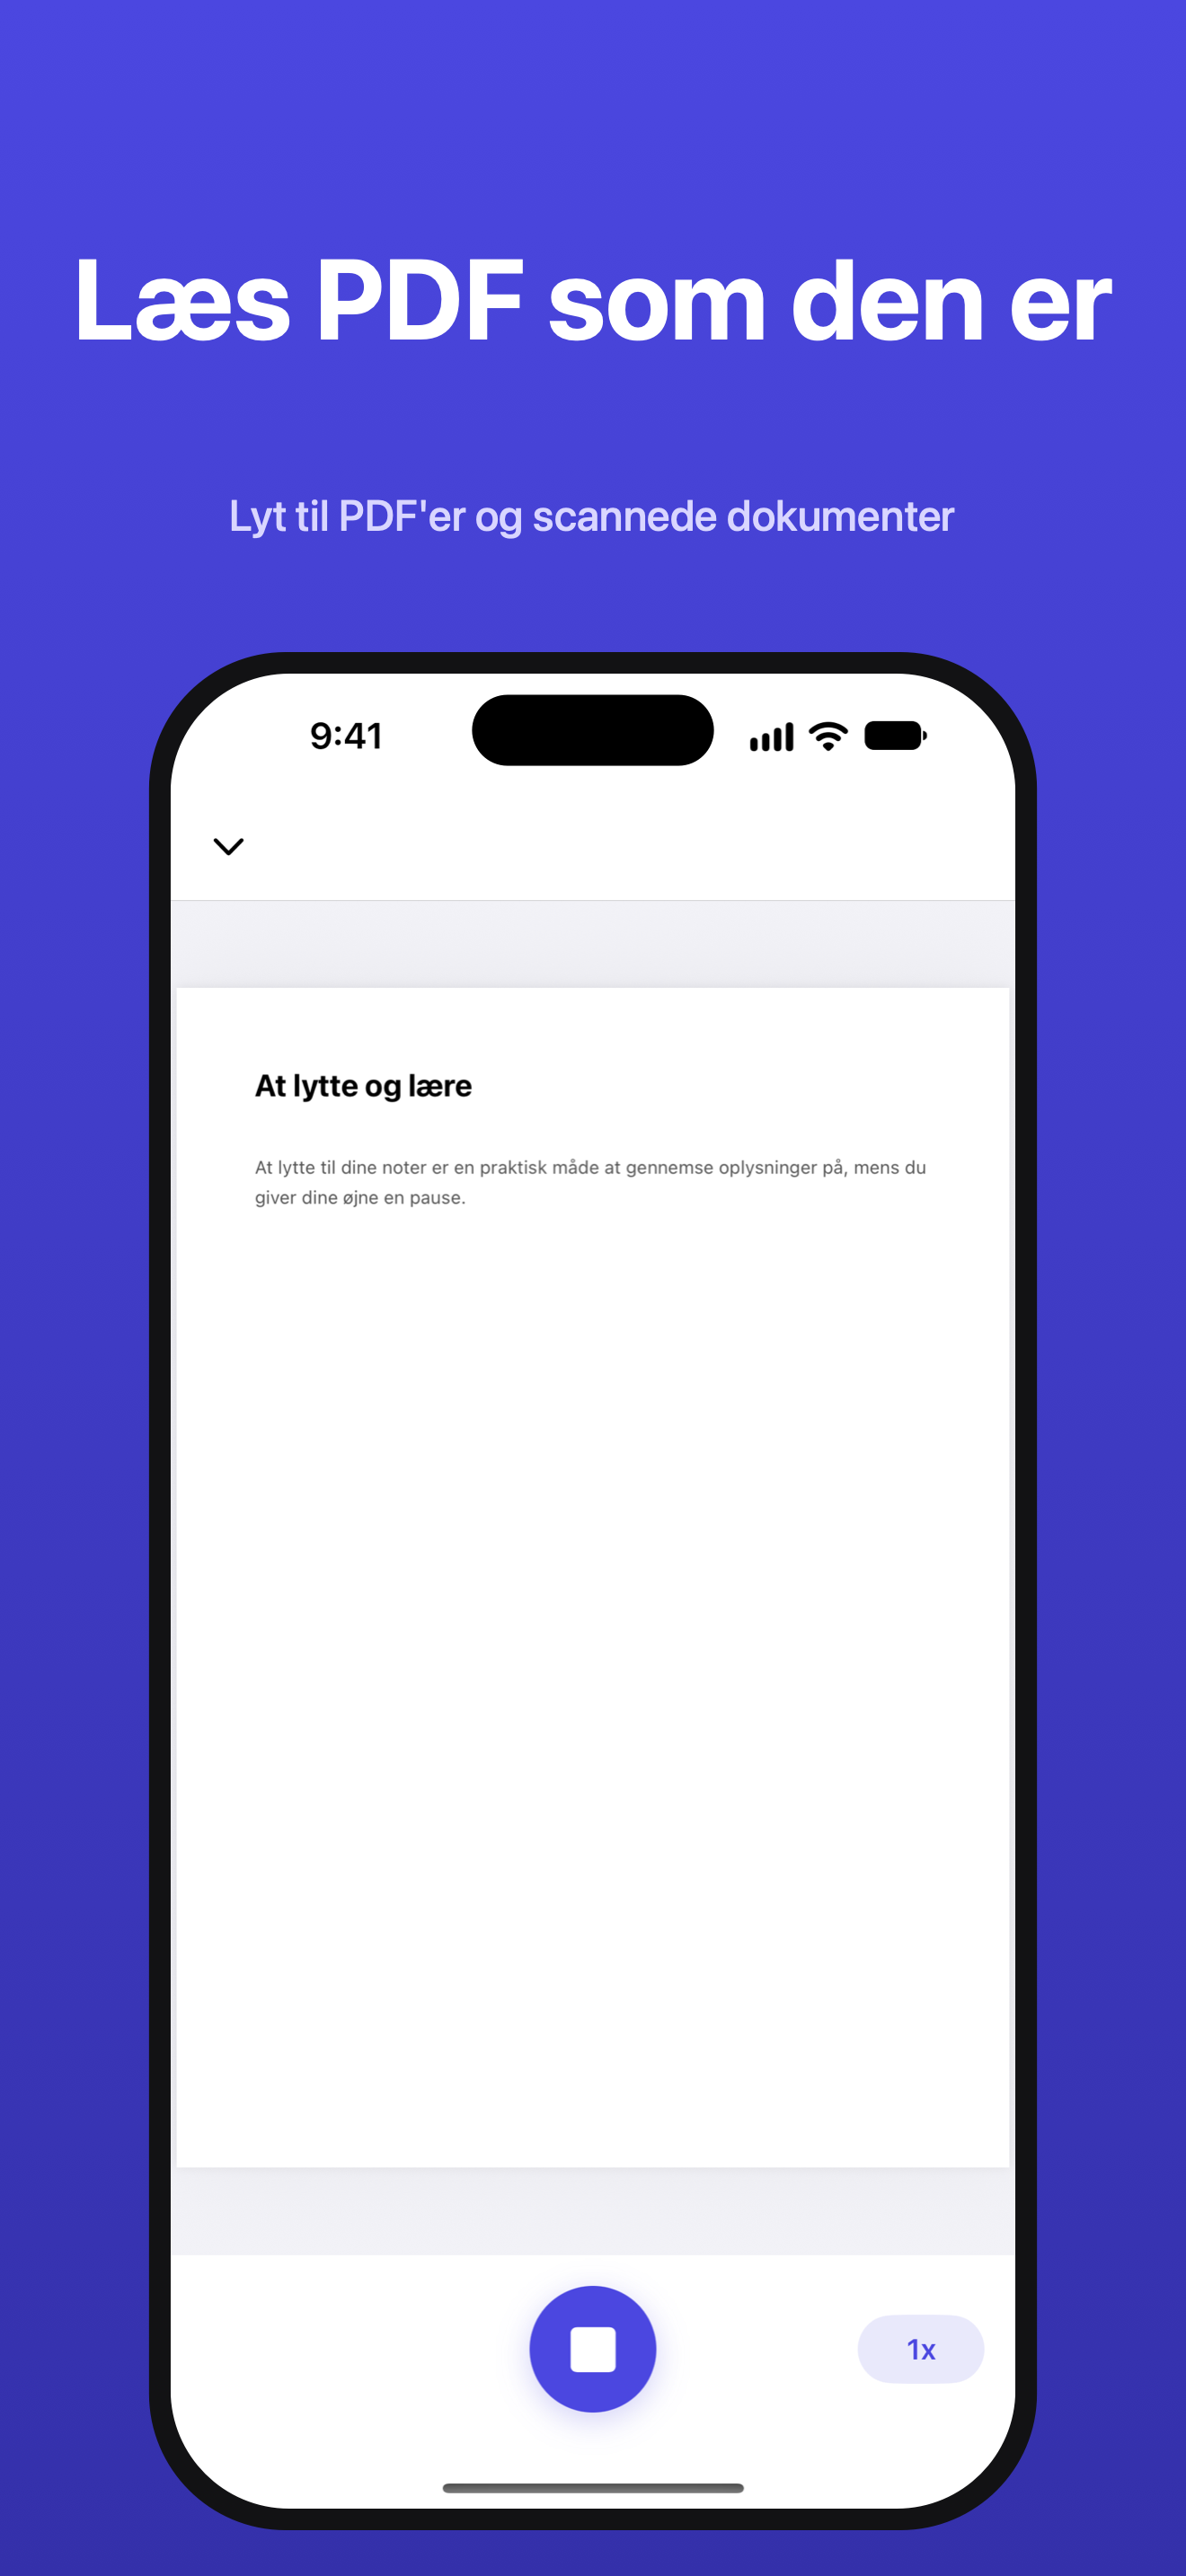 Læs PDF som den er
Lyt til PDF'er og scannede dokumenter
9:41
At lytte og lære
At lytte til dine noter er en praktisk måde at gennemse oplysninger på, mens du
giver dine øjne en pause.
1x